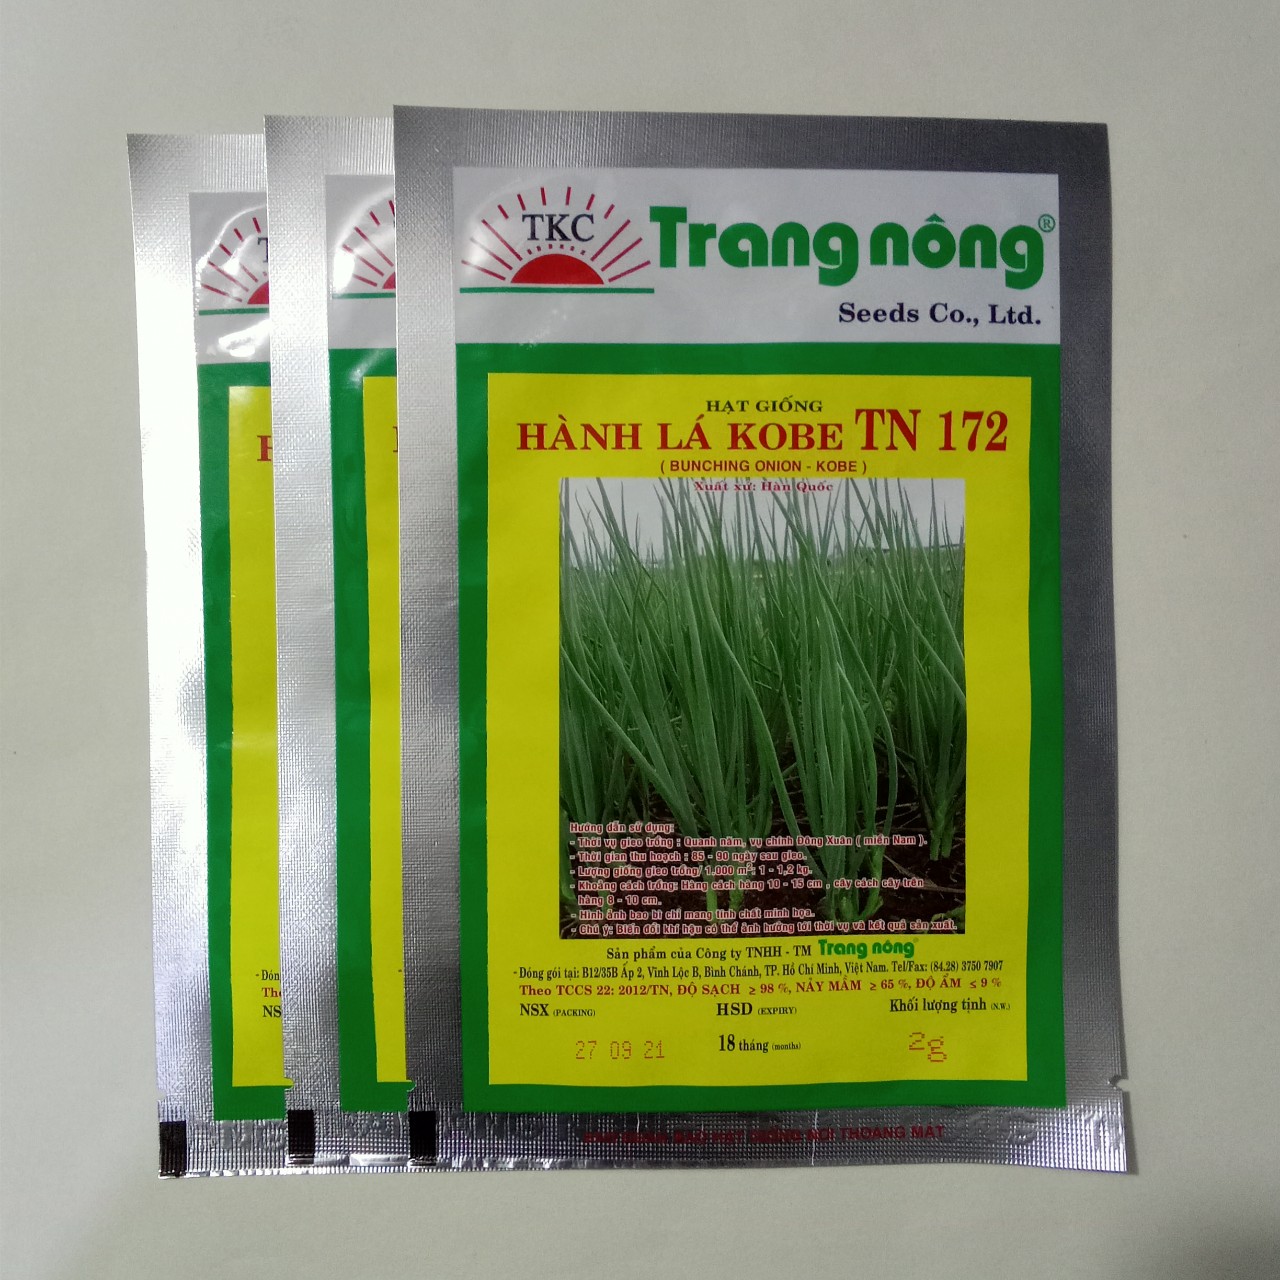 TKC
Trang nông®
Seeds Co., Ltd.
HẠT GIỐNG
HÀNH LÁ KOBE TN 172
( BUNCHING ONION - KOBE )
Xuất xứ: Hàn Quốc
Hướng dẫn sử dụng:
- Thời vụ gieo trồng : Quanh năm, vụ chính Đông Xuân ( miền Nam ).
- Thời gian thu hoạch : 85 - 90 ngày sau gieo.
- Lượng giống gieo trồng/ 1.000 m²: 1 - 1,2 kg.
- Khoảng cách trồng: Hàng cách hàng 10 - 15 cm , cây cách cây trên
hàng 8 - 10 cm.
- Hình ảnh bao bì chỉ mang tính chất minh họa.
- Chú ý: Biến đổi khí hậu có thể ảnh hưởng tới thời vụ và kết quả sản xuất.
Sản phẩm của Công ty TNHH - TM Trang nông®
- Đóng gói tại: B12/35B Ấp 2, Vĩnh Lộc B, Bình Chánh, TP. Hồ Chí Minh, Việt Nam. Tel/Fax: (84.28) 3750 7907
Theo TCCS 22: 2012/TN, ĐỘ SẠCH ≥ 98 %, NẢY MẦM ≥ 65 %, ĐỘ ẨM ≤ 9 %
NSX (PACKING) HSD (EXPIRY) Khối lượng tịnh (N.W.)
27 09 21 18 tháng (months) 2g
NƠI THOÁNG MÁT